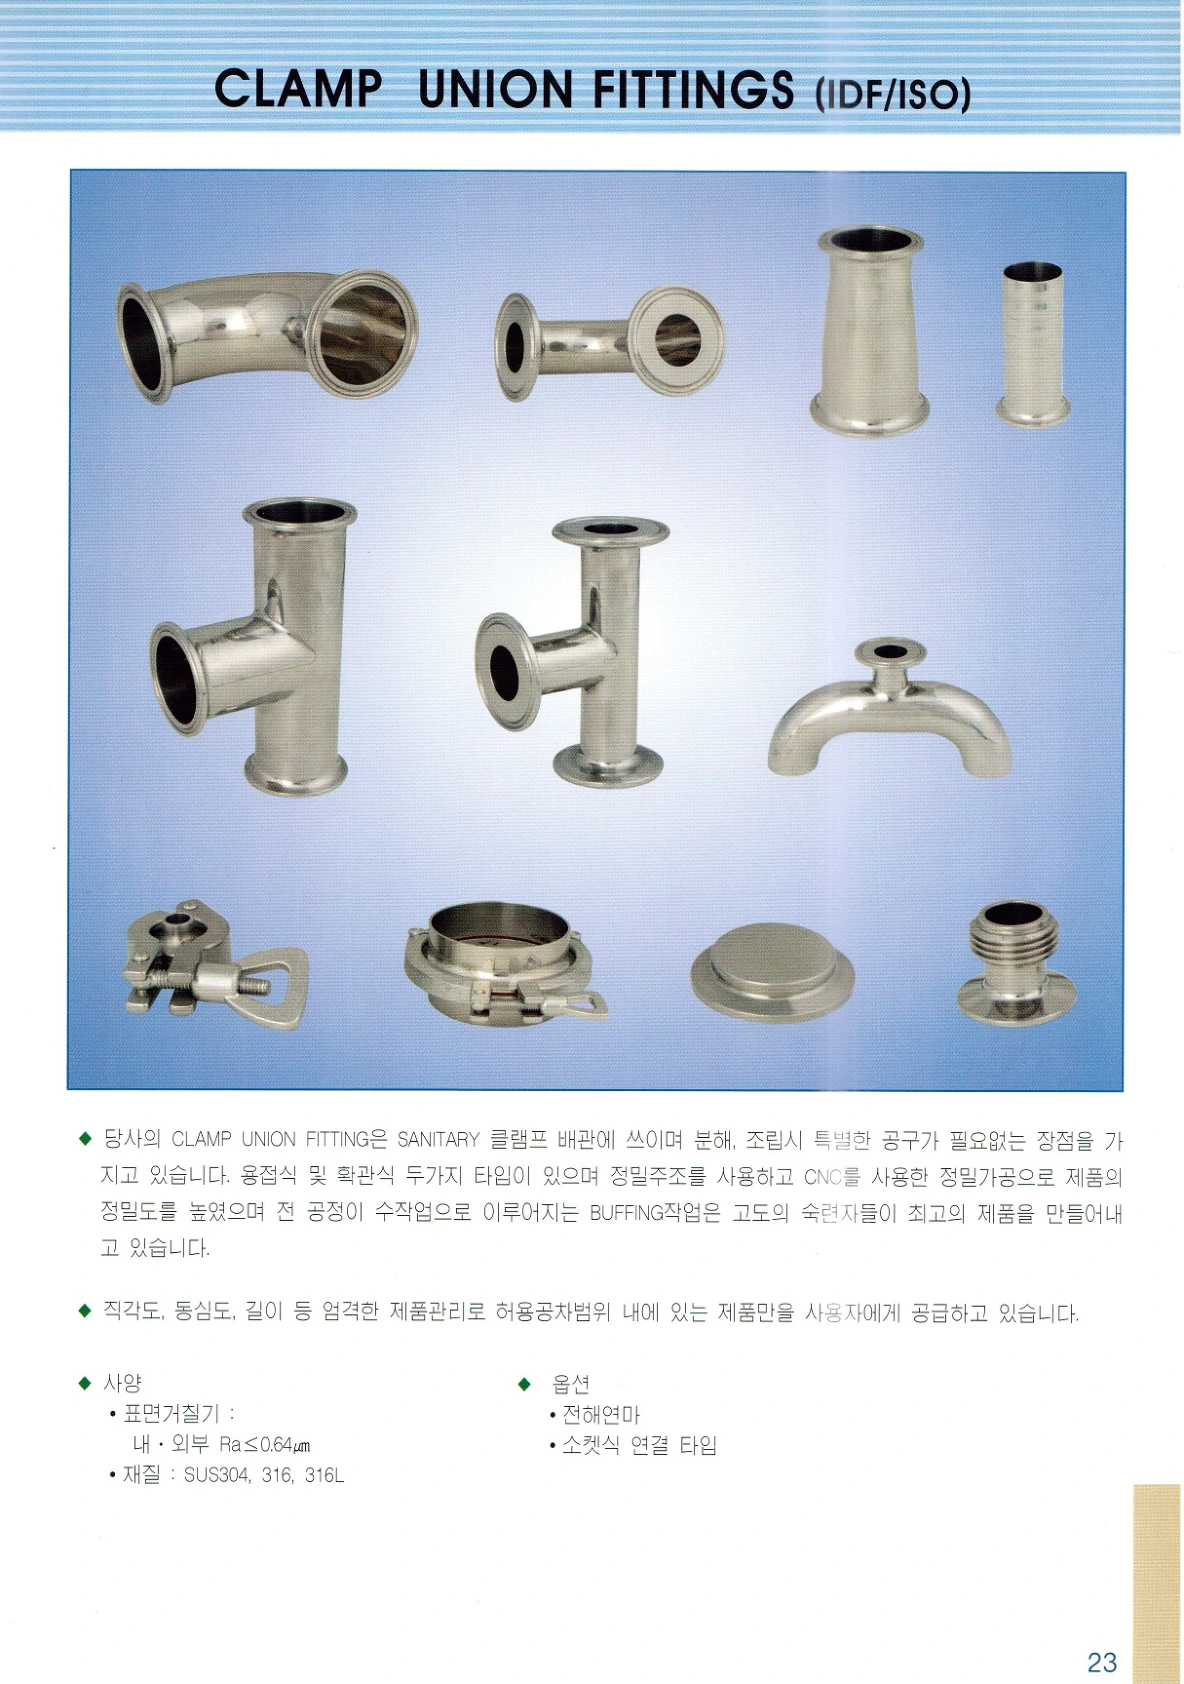 CLAMP UNION FITTINGS (IDF/ISO)
◆ 당사의 CLAMP UNION FITTING은 SANITARY 클램프 배관에 쓰이며 분해, 조립시 특별한 공구가 필요없는 장점을 가
지고 있습니다. 용접식 및 확관식 두가지 타입이 있으며 정밀주조를 사용하고 CNC를 사용한 정밀가공으로 제품의
정밀도를 높였으며 전 공정이 수작업으로 이루어지는 BUFFING작업은 고도의 숙련자들이 최고의 제품을 만들어내
고 있습니다.
◆ 직각도, 동심도, 길이 등 엄격한 제품관리로 허용공차범위 내에 있는 제품만을 사용자에게 공급하고 있습니다.
◆ 사양
• 표면거칠기 :
내 · 외부 Ra≤0.64㎛
• 재질 : SUS304, 316, 316L
◆ 옵션
• 전해연마
• 소켓식 연결 타입
23